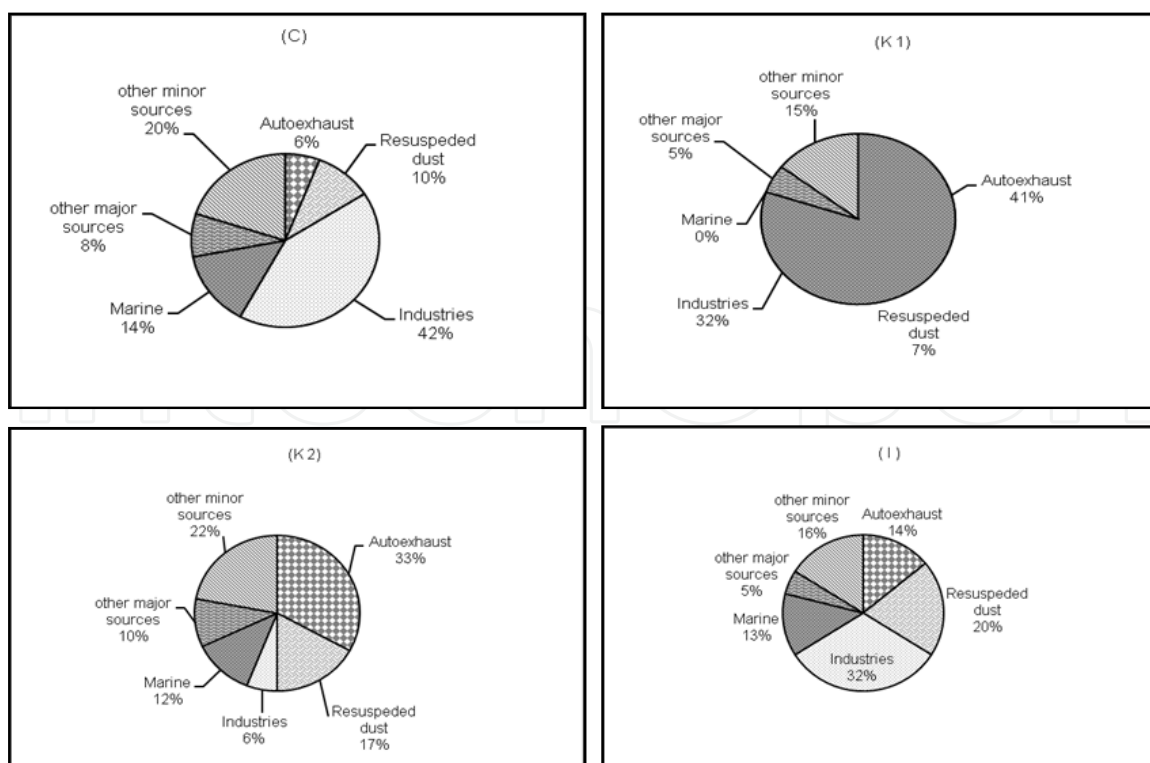 (C)
other minor
sources
20%
Autoexhaust
6%
Resuspeded
dust
10%
other major
sources
8%
Marine
14%
Industries
42%
(K1)
other minor
sources
15%
other major
sources
5%
Autoexhaust
41%
Marine
0%
Industries
32%
Resuspeded
dust
7%
(K2)
other minor
sources
22%
Autoexhaust
33%
other major
sources
10%
Marine
12%
Industries
6%
Resuspeded
dust
17%
(I)
other minor
sources
16%
Autoexhaust
14%
other major
sources
5%
Resuspeded
dust
20%
Marine
13%
Industries
32%